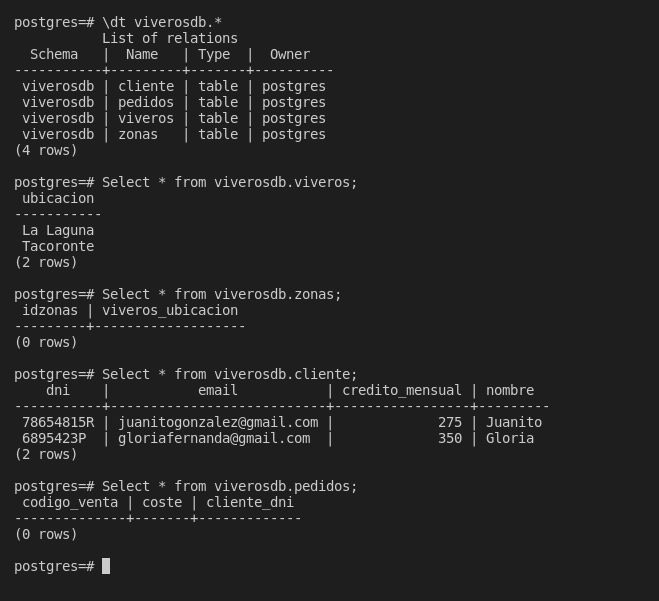 postgres=# \dt viverosdb.*
           List of relations
  Schema   |  Name   | Type  |  Owner
-----------+---------+-------+----------
 viverosdb | cliente | table | postgres
 viverosdb | pedidos | table | postgres
 viverosdb | viveros | table | postgres
 viverosdb | zonas   | table | postgres
(4 rows)

postgres=# Select * from viverosdb.viveros;
 ubicacion
-----------
 La Laguna
 Tacoronte
(2 rows)

postgres=# Select * from viverosdb.zonas;
 idzonas | viveros_ubicacion
---------+-------------------
(0 rows)

postgres=# Select * from viverosdb.cliente;
    dni    |           email           | credito_mensual | nombre
-----------+---------------------------+-----------------+---------
 78654815R | juanitogonzalez@gmail.com |             275 | Juanito
 6895423P  | gloriafernanda@gmail.com  |             350 | Gloria
(2 rows)

postgres=# Select * from viverosdb.pedidos;
 codigo_venta | coste | cliente_dni
--------------+-------+-------------
(0 rows)

postgres=#